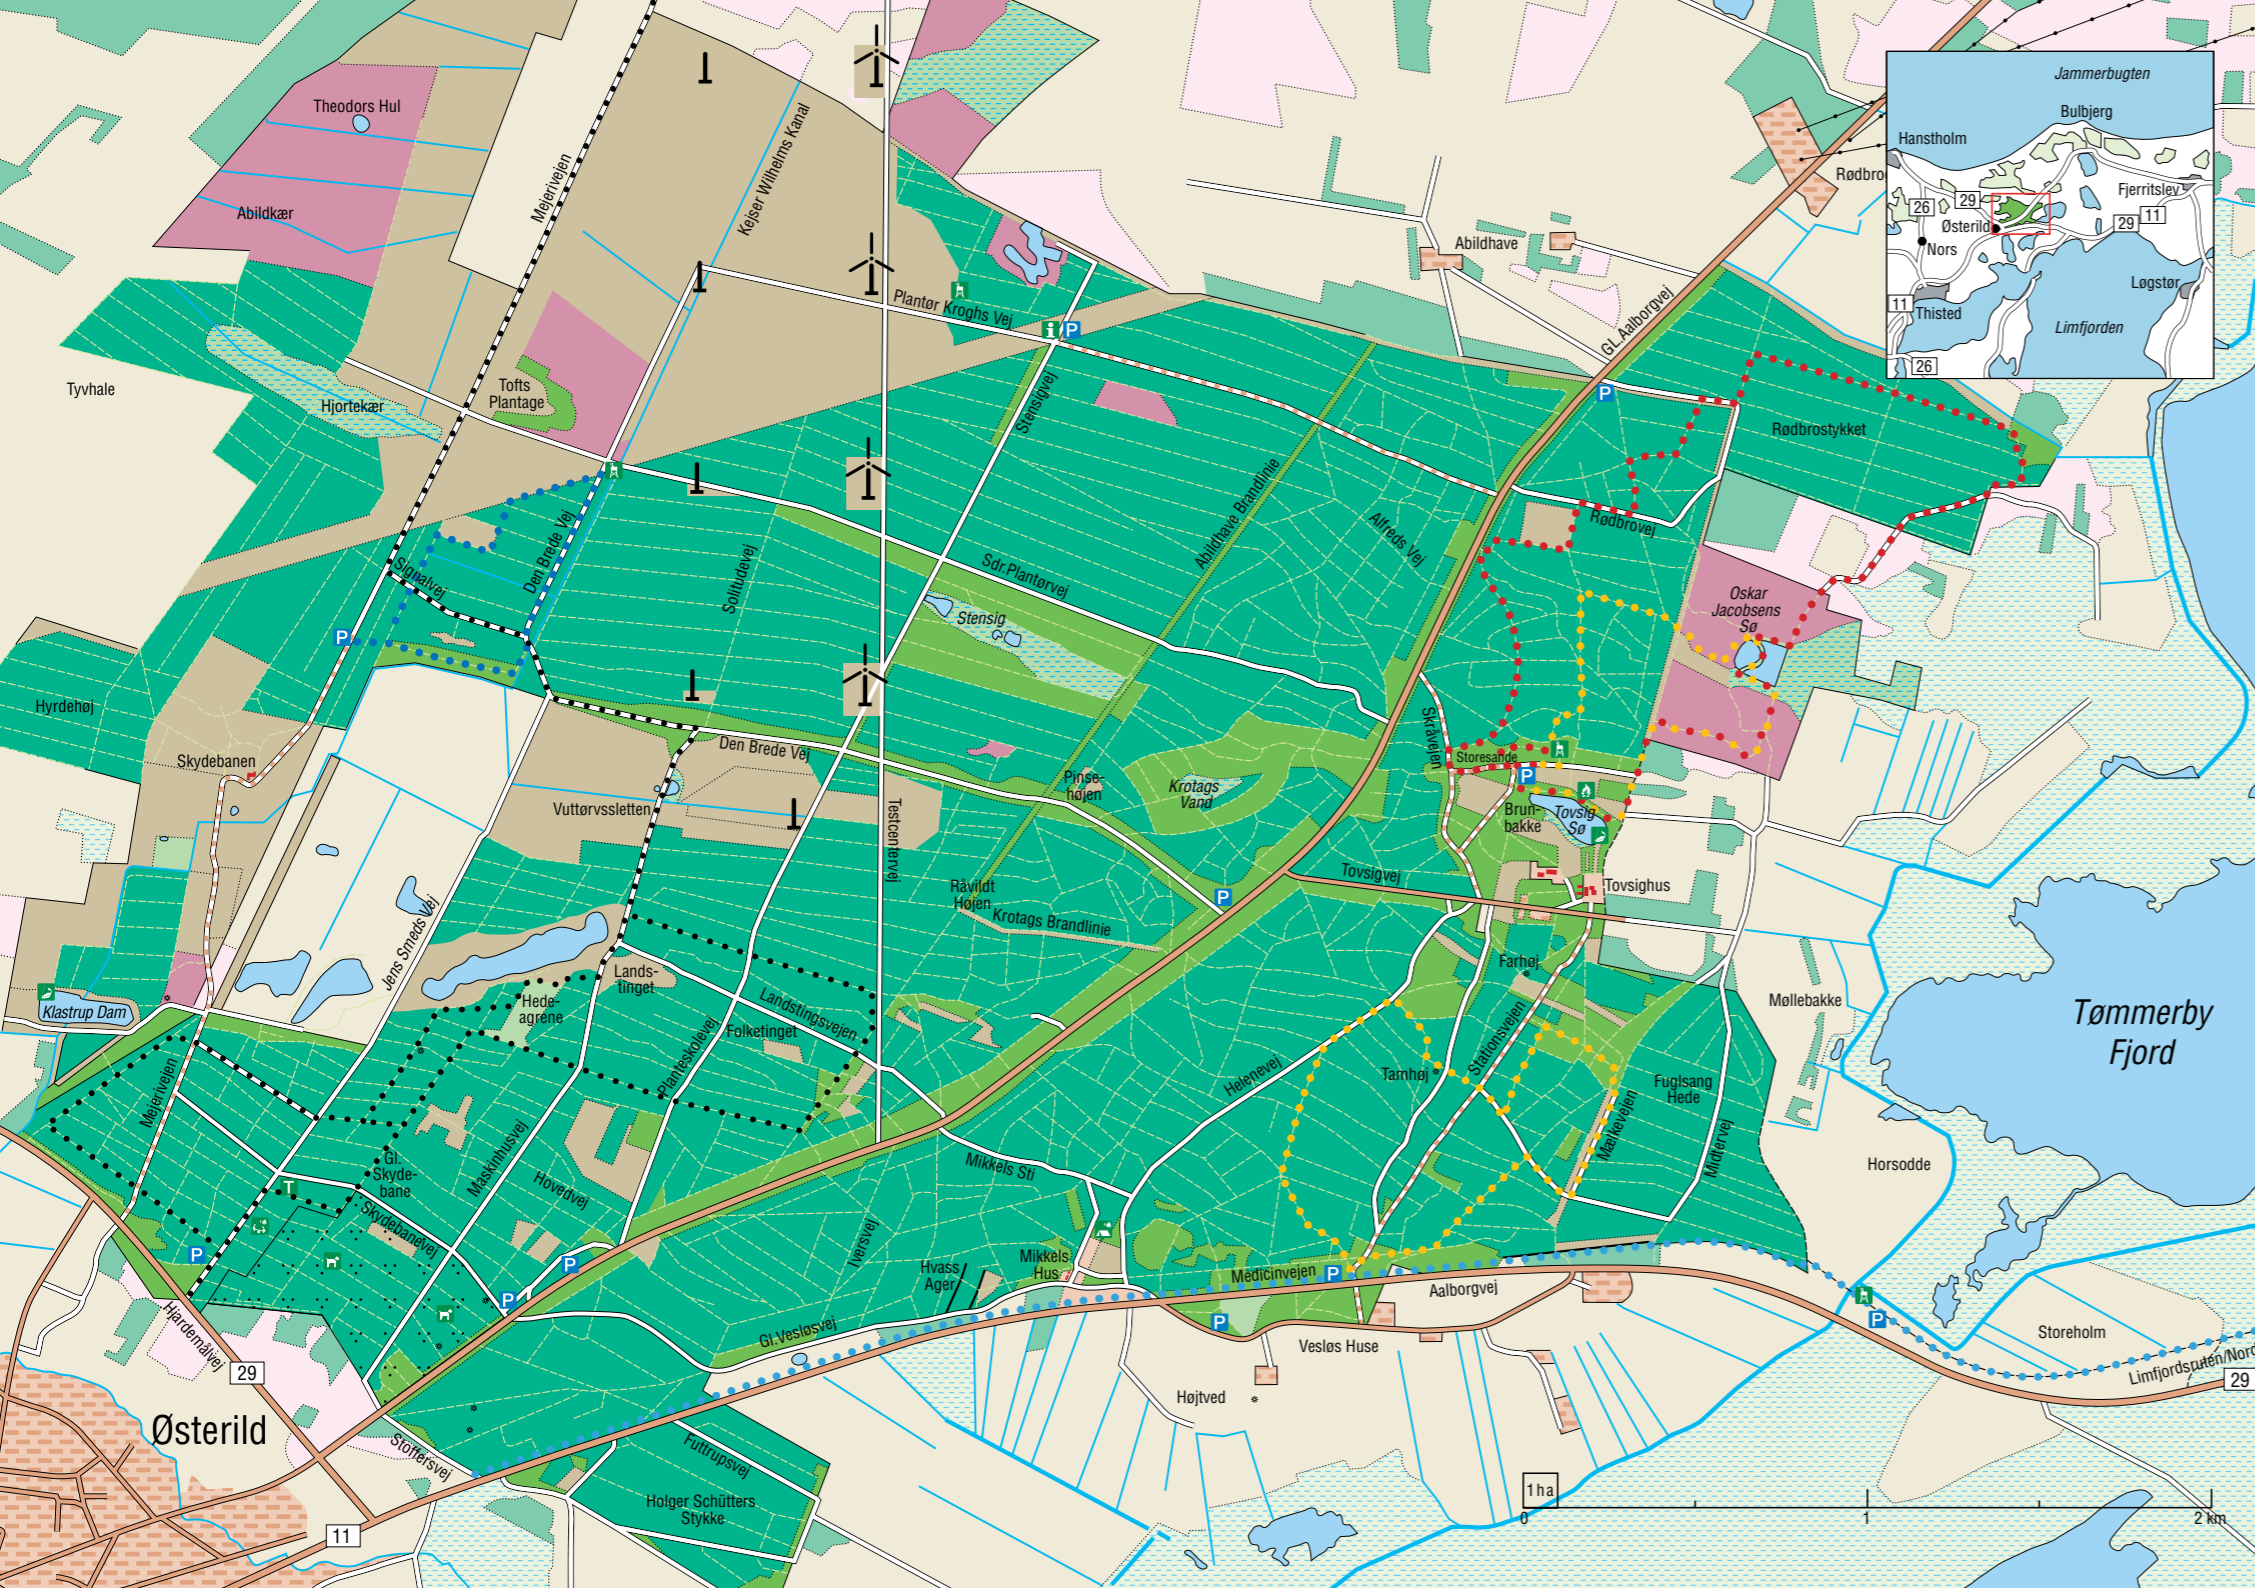 Theodors Hul
Abildkær
Mejerivejen
Kejser Wilhelms Kanal
Jammerbugten
Bulbjerg
Hanstholm
Fjerritslev
26
29
29
11
Østerild
Nors
Løgstør
11
Thisted
Limfjorden
26
Abildhave
GL.Aalborgvej
i
P
Plantør Kroghs Vej
Tyvhale
Hjortekær
Tofts
Plantage
Stensigvej
P
Rødbrostykket
Abildhave Brandlinie
Alfreds Vej
Rødbrovej
Signalvej
Den Brede Vej
Solitudevej
Sdr.Plantørvej
Stensig
Oskar
Jacobsens
Sø
P
Hyrdehøj
Skydebanen
Den Brede Vej
Vuttørvssletten
Pinse-
højen
Krotags
Vand
Skråvejen
Storesande
P
Brun-
bakke
Tovsig
Sø
Testcentervej
Råvildt
Højen
Krotags Brandlinie
P
Tovsigvej
Tovsighus
Jens Smeds Vej
Klastrup Dam
Hede-
agrene
Lands-
tinget
Landstingsvejen
Folketinget
Planteskolevej
Farhøj
Møllebakke
Tømmerby
Fjord
Stationsvejen
Tamhøj
Helenevej
Fuglsang
Hede
Mælkevejen
Midtervej
Horsodde
Mejerivejen
Gl.
Skyde-
bane
Maskinhusvej
Hovedvej
Mikkels Sti
T
Skydebanevej
P
P
P
Iversvej
Hvass
Ager
Mikkels
Hus
Medicinvejen
P
Aalborgvej
P
Vesløs Huse
P
Storeholm
Limfjordsruten/Nord
29
Hjardemålvej
29
Gl.Vesløsvej
Højtved
Østerild
Stoffersvej
Futtrupsvej
Holger Schütters
Stykke
11
1 ha
0
1
2 km